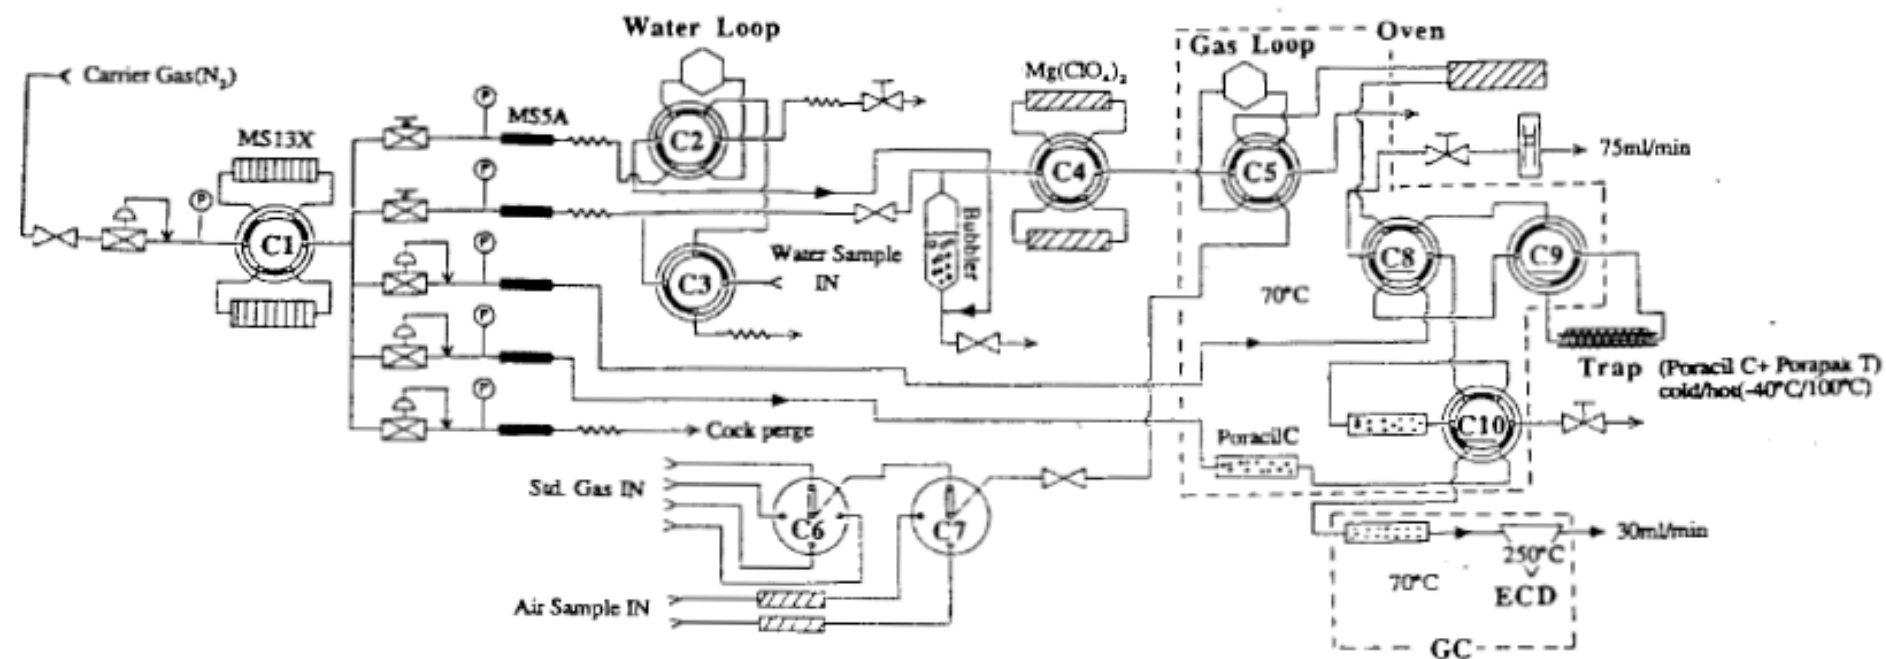 Water Loop
Oven
Carrier Gas(N₂)
Gas Loop
Mg(ClO₄)₂
P
MS5A
MS13X
C2
75ml/min
P
P
C4
C5
C1
P
Bubbler
Water Sample
IN
C3
C8
C9
70°C
P
Trap (Poracil C+ Porapak T)
cold/hot(-40°C/100°C)
P
Cock perge
C10
PoracilC
Std. Gas IN
C6
C7
30ml/min
250°C
70°C
ECD
Air Sample IN
GC